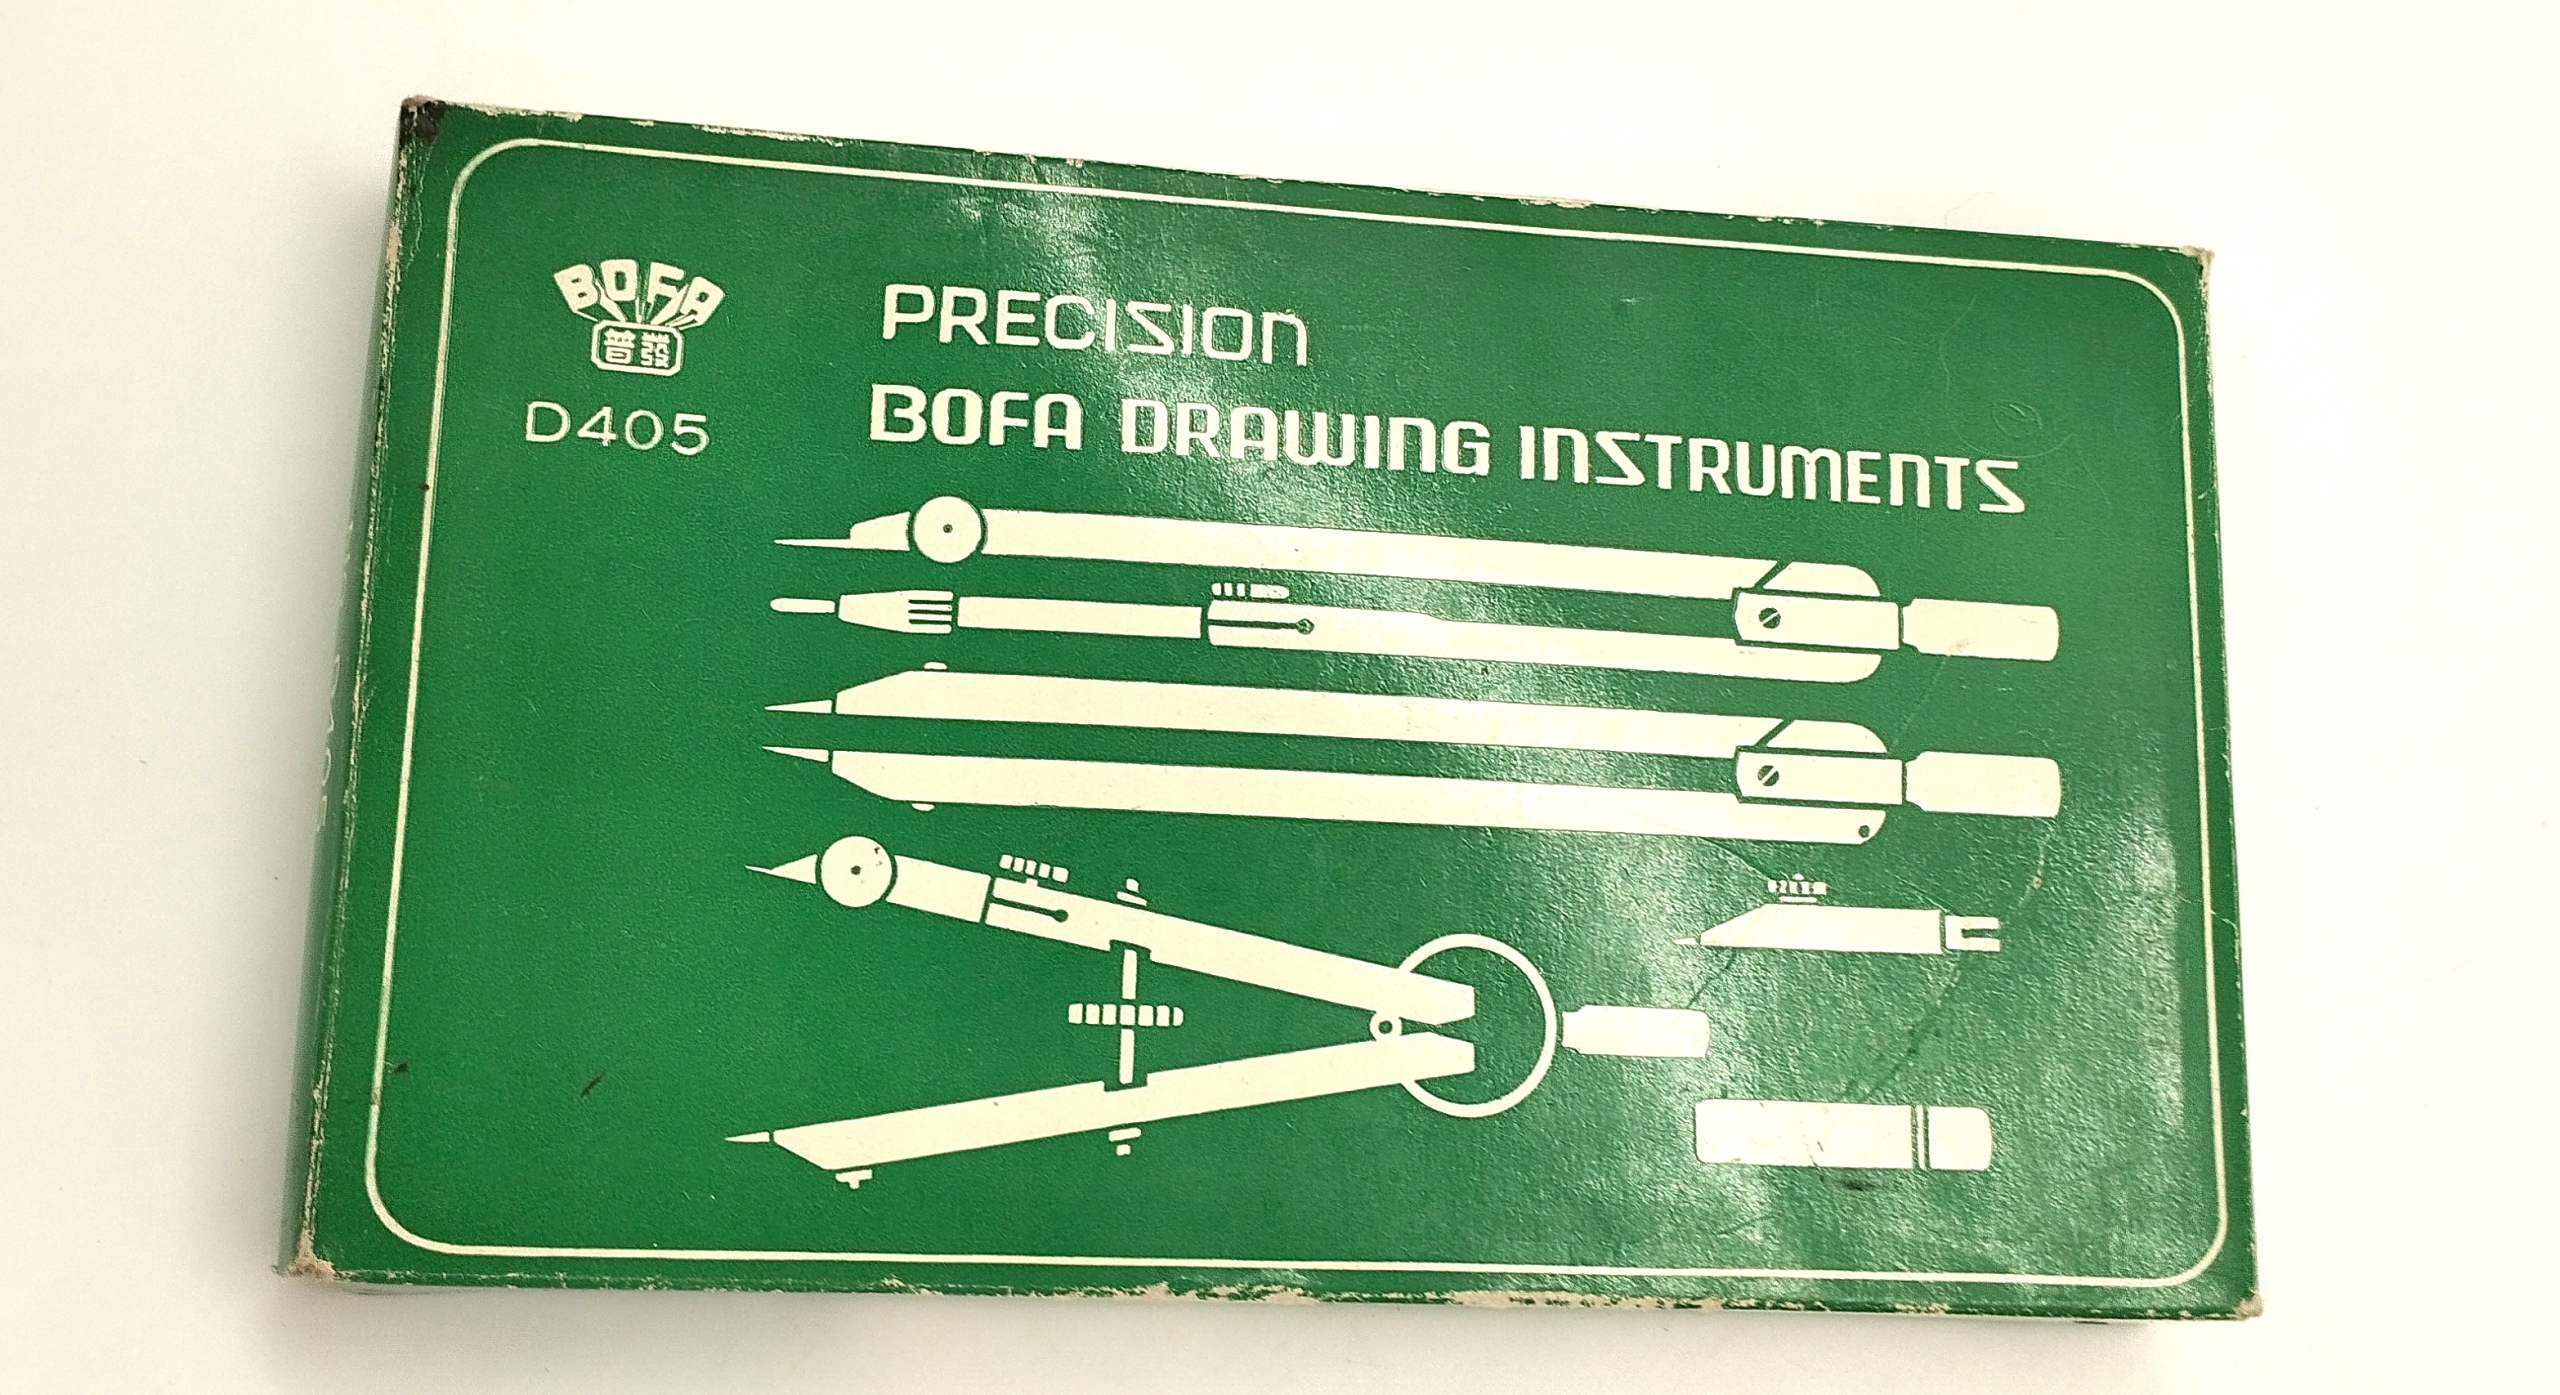 BOFA
普發
D405
PRECISION
BOFA DRAWING INSTRUMENTS